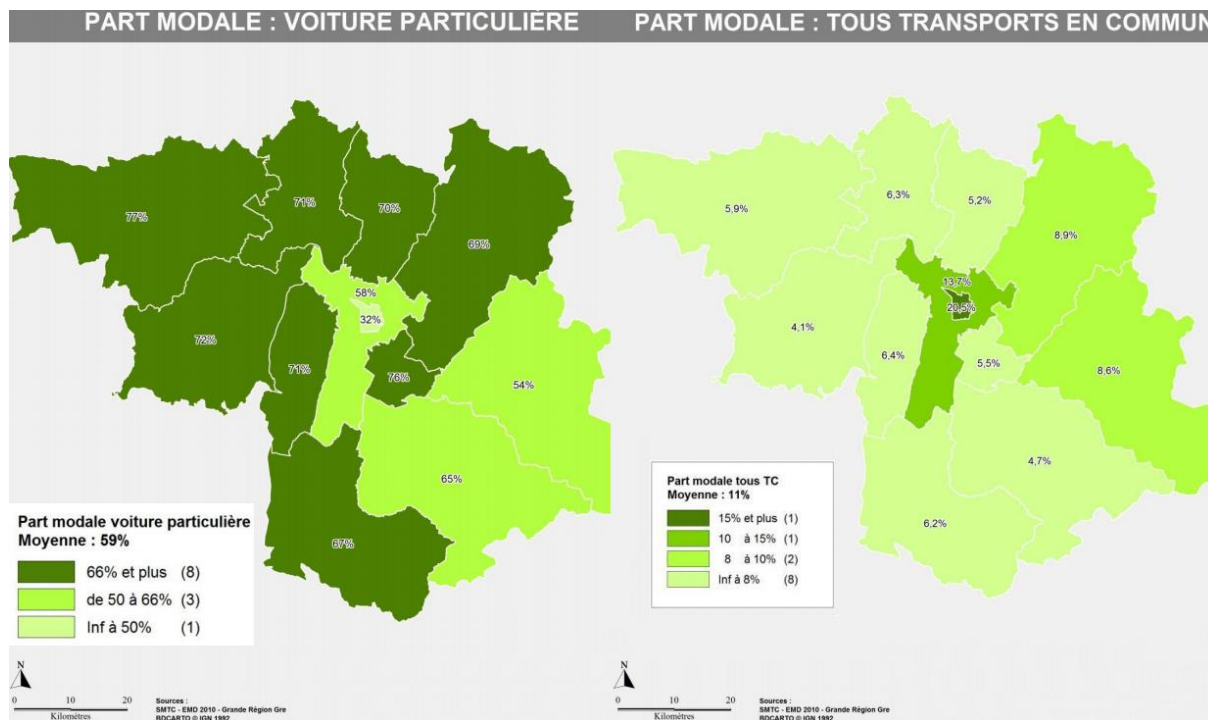 PART MODALE : VOITURE PARTICULIÈRE
77%
71%
70%
69%
58%
32%
72%
71%
76%
54%
65%
67%
Part modale voiture particulière
Moyenne : 59%
66% et plus (8)
de 50 à 66% (3)
Inf à 50% (1)
N
0 10 20
Kilomètres
Sources :
SMTC - EMD 2010 - Grande Région Gre
BDCARTO © IGN 1992
PART MODALE : TOUS TRANSPORTS EN COMMUN
5,9%
6,3%
5,2%
8,9%
13,7%
20,5%
4,1%
6,4%
5,5%
8,6%
4,7%
6,2%
Part modale tous TC
Moyenne : 11%
15% et plus (1)
10 à 15% (1)
8 à 10% (2)
Inf à 8% (8)
N
0 10 20
Kilomètres
Sources :
SMTC - EMD 2010 - Grande Région Gre
BDCARTO © IGN 1992